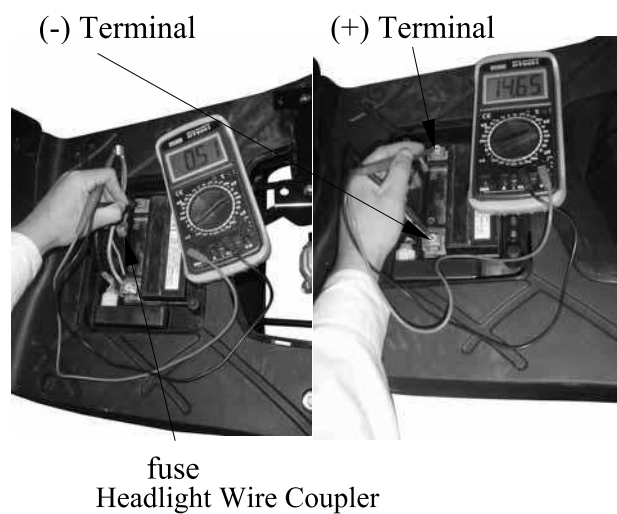 (-) Terminal
(+) Terminal
0.51
14.65
fuse
Headlight Wire Coupler